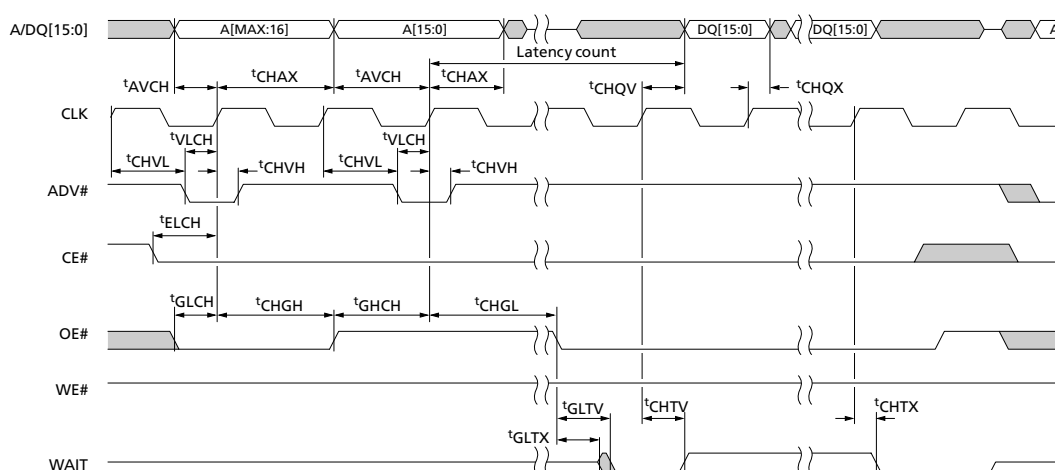 A/DQ[15:0] A[MAX:16] A[15:0] DQ[15:0] DQ[15:0] A
Latency count
tAVCH tCHAX tAVCH tCHAX tCHQV tCHQX
CLK
tVLCH tVLCH
tCHVL tCHVH tCHVL tCHVH
ADV#
tELCH
CE#
tGLCH tCHGH tGHCH tCHGL
OE#
WE#
tGLTV tCHTV tCHTX
tGLTX
WAIT